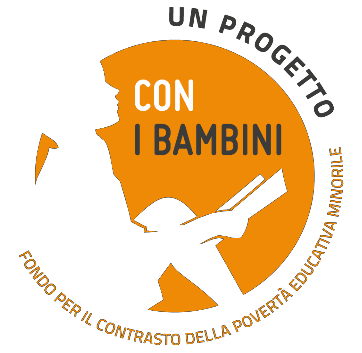 UN PROGETTO
CON
I BAMBINI
FONDO PER IL CONTRASTO DELLA POVERTÀ EDUCATIVA MINORILE